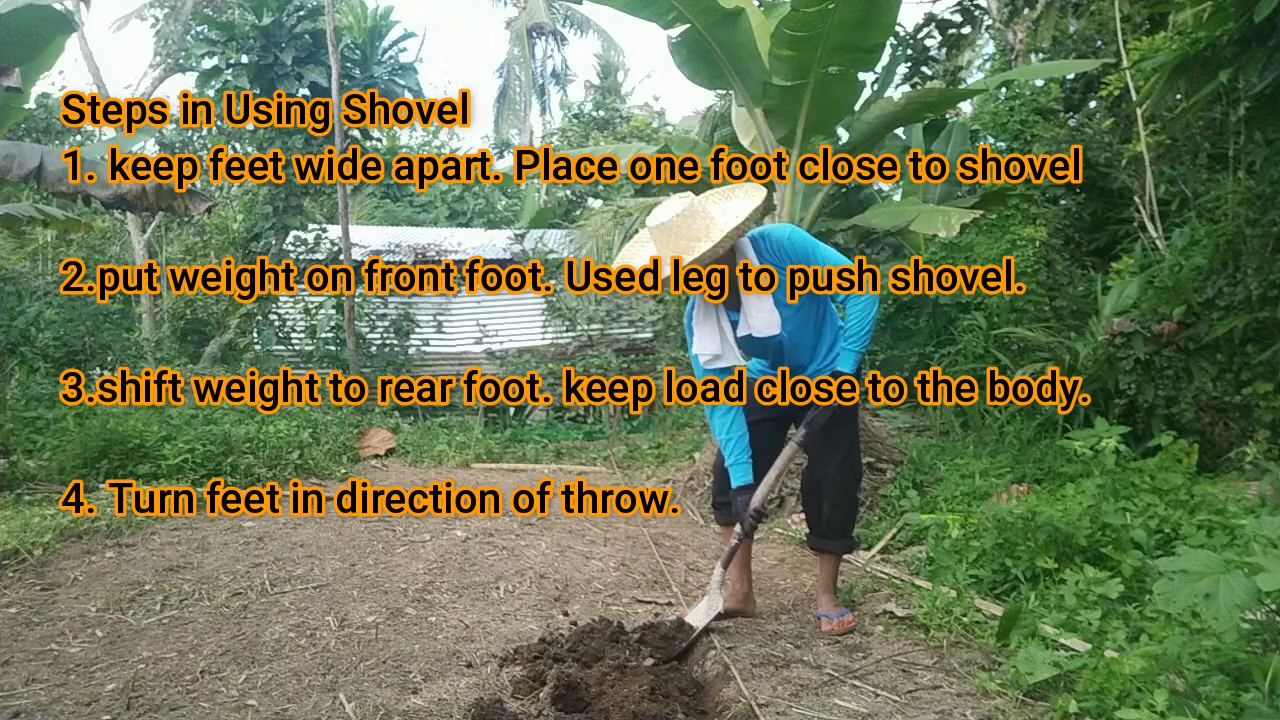 Steps in Using Shovel
1. keep feet wide apart. Place one foot close to shovel
2.put weight on front foot. Used leg to push shovel.
3.shift weight to rear foot. keep load close to the body.
4. Turn feet in direction of throw.